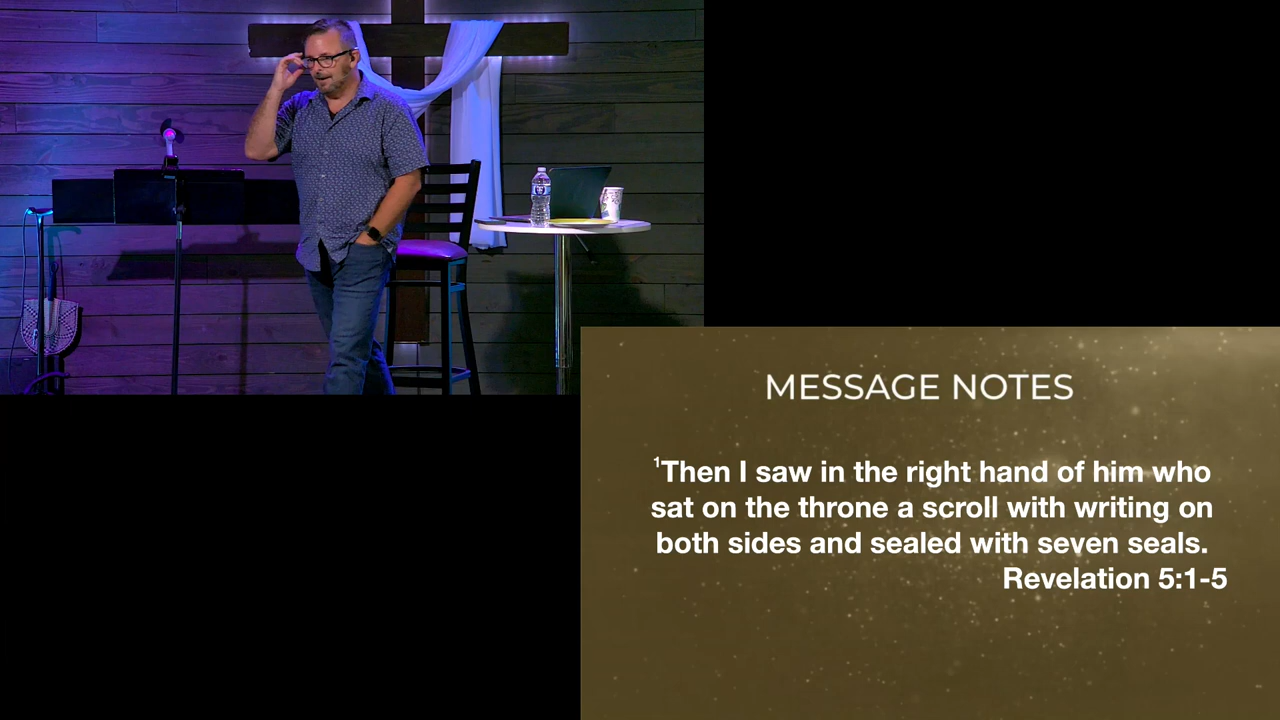 MESSAGE NOTES
¹Then I saw in the right hand of him who
sat on the throne a scroll with writing on
both sides and sealed with seven seals.
Revelation 5:1-5